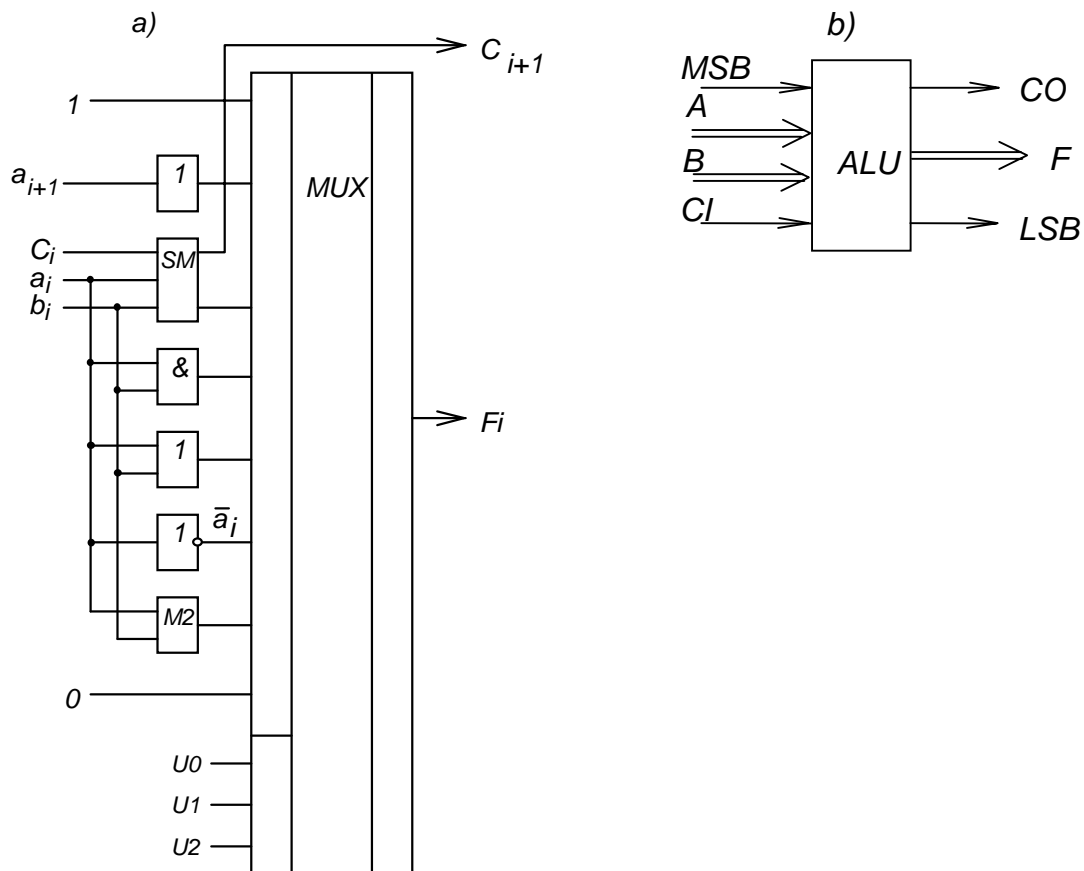 a)
C i+1
1
a i+1
1
MUX
C i
SM
a i
b i
&
Fi
1
1
a̅ i
M2
0
U0
U1
U2
b)
MSB
CO
A
ALU
F
B
CI
LSB